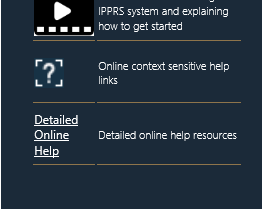 IPPRS system and explaining
how to get started
Online context sensitive help
links
Detailed
Online
Help
Detailed online help resources